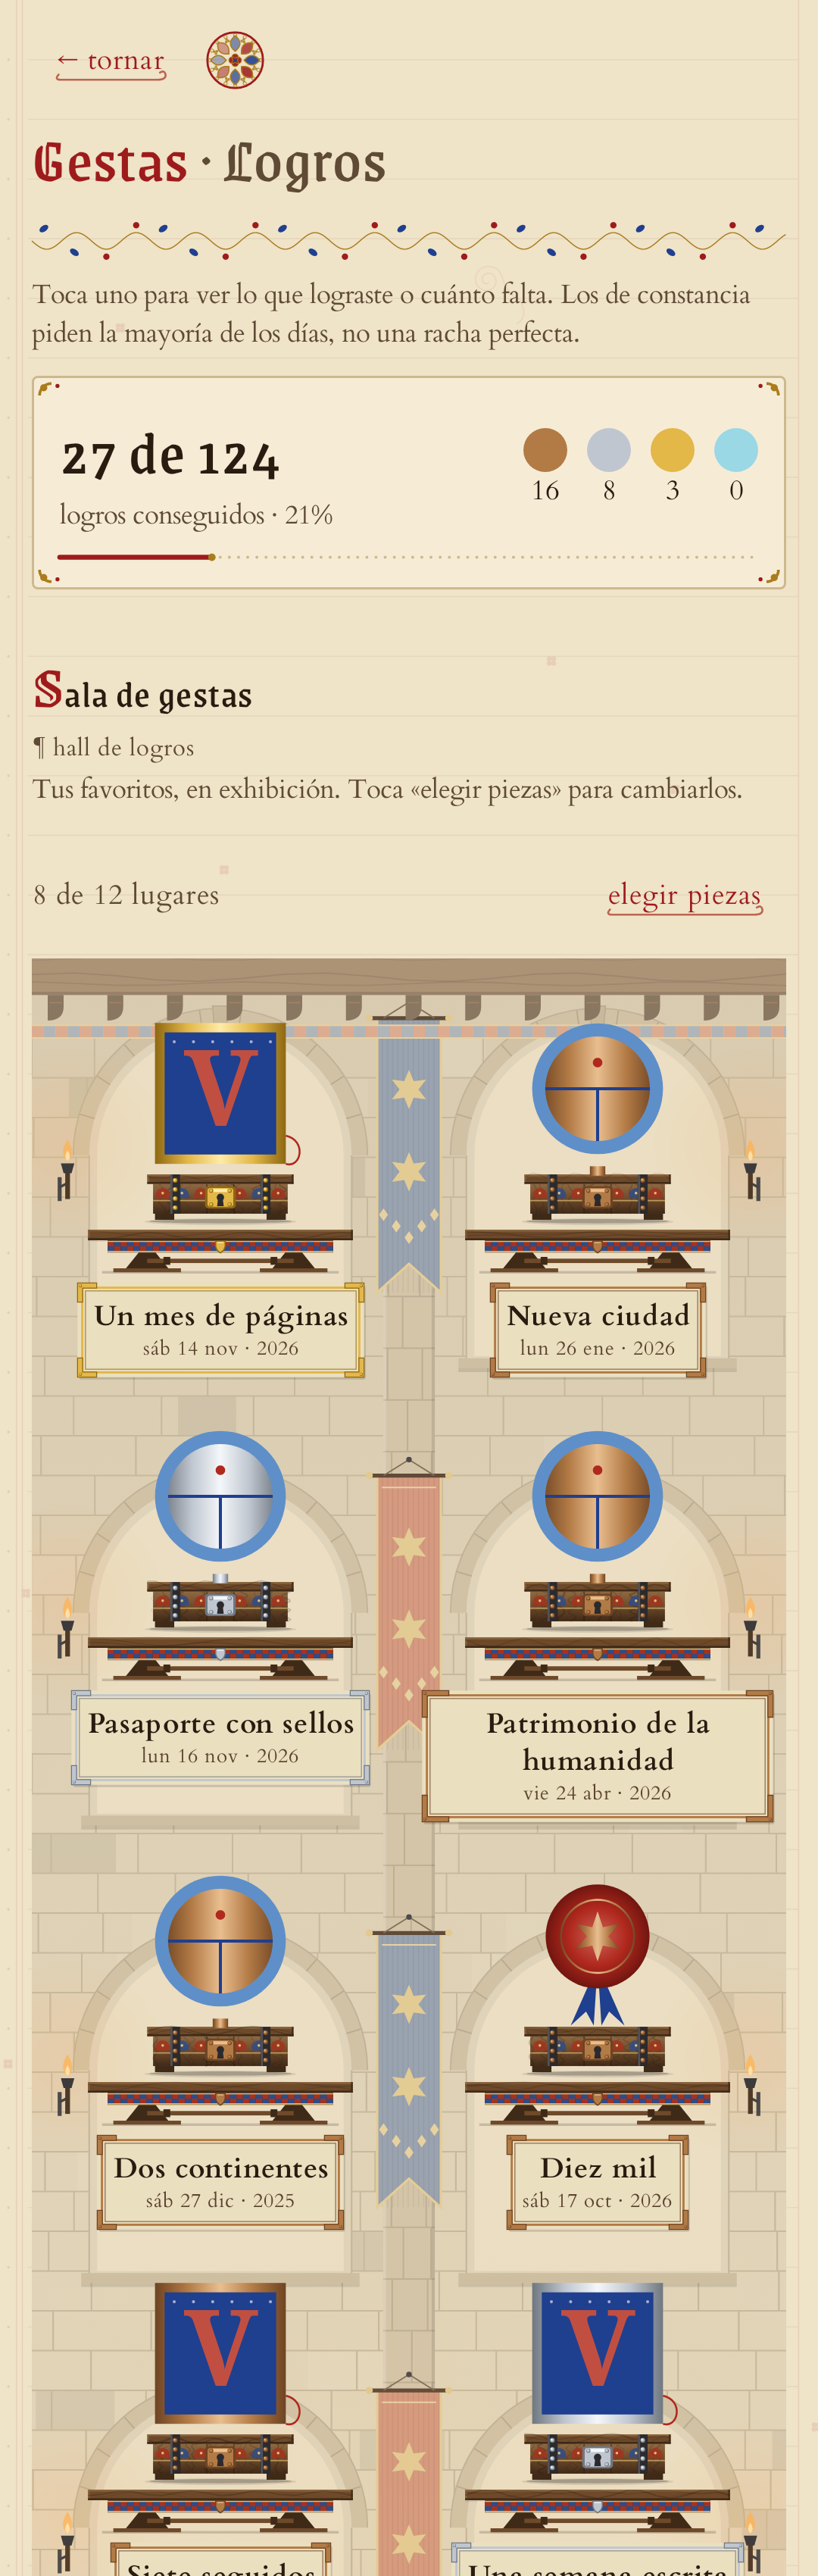 ← tornar
Gestas · Logros
Toca uno para ver lo que lograste o cuánto falta. Los de constancia
piden la mayoría de los días, no una racha perfecta.
27 de 124
16 8 3 0
logros conseguidos · 21%
Sala de gestas
¶ hall de logros
Tus favoritos, en exhibición. Toca «elegir piezas» para cambiarlos.
8 de 12 lugares
elegir piezas
V
Un mes de páginas
sáb 14 nov · 2026
Nueva ciudad
lun 26 ene · 2026
Pasaporte con sellos
lun 16 nov · 2026
Patrimonio de la
humanidad
vie 24 abr · 2026
Dos continentes
sáb 27 dic · 2025
Diez mil
sáb 17 oct · 2026
V
V
Siete seguidos
Una semana escrita